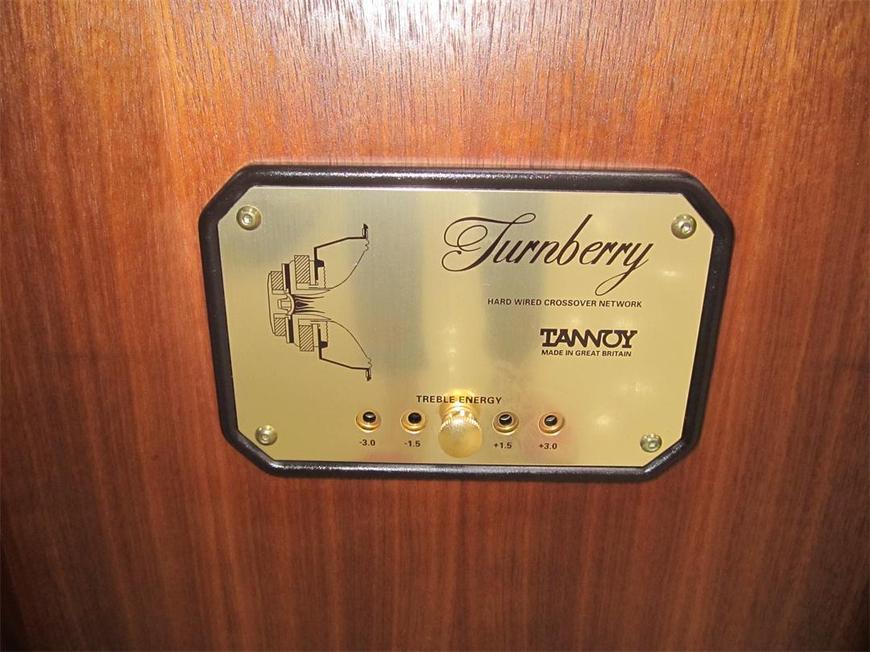 Turnberry
HARD WIRED CROSSOVER NETWORK
TANNOY
MADE IN GREAT BRITAIN
TREBLE ENERGY
-3.0 -1.5 +1.5 +3.0